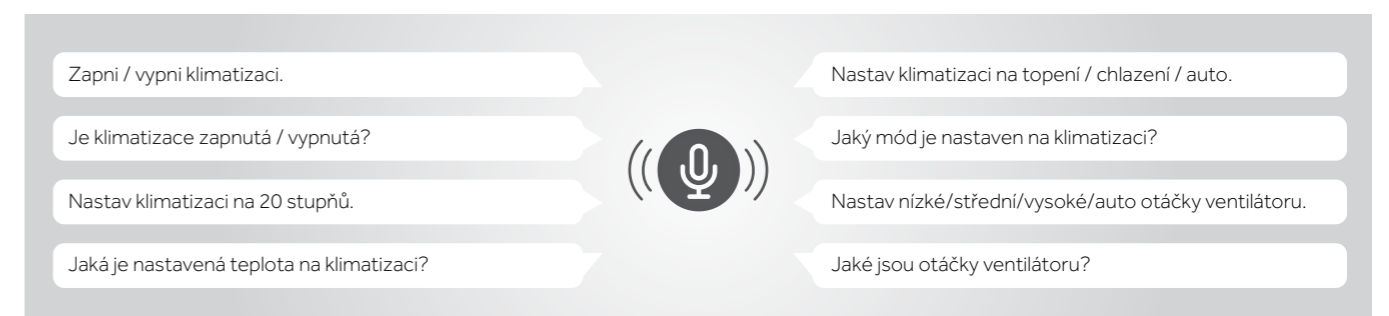 Zapni / vypni klimatizaci.
Je klimatizace zapnutá / vypnutá?
Nastav klimatizaci na 20 stupňů.
Jaká je nastavená teplota na klimatizaci?
Nastav klimatizaci na topení / chlazení / auto.
Jaký mód je nastaven na klimatizaci?
Nastav nízké/střední/vysoké/auto otáčky ventilátoru.
Jaké jsou otáčky ventilátoru?